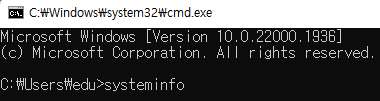 C:₩Windows₩system32₩cmd.exe
Microsoft Windows [Version 10.0.22000.1936]
(c) Microsoft Corporation. All rights reserved.
C:₩Users₩edu>systeminfo